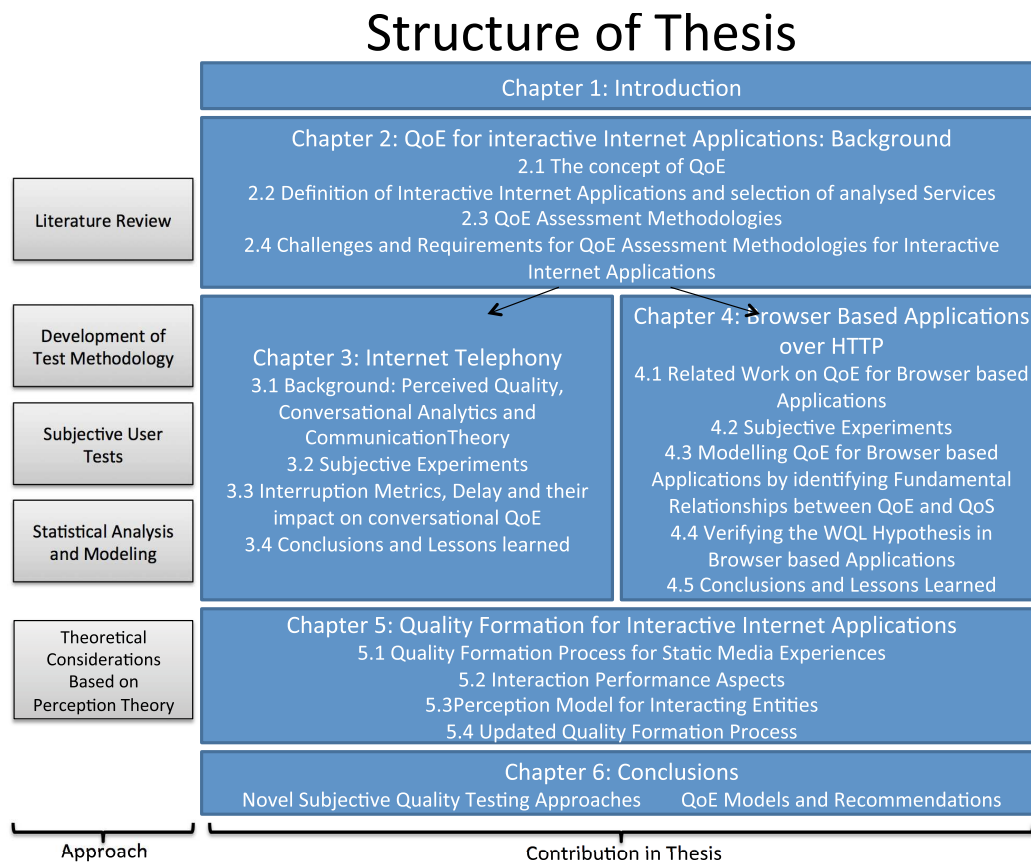 Structure of Thesis
Chapter 1: Introduction
Literature Review
Chapter 2: QoE for interactive Internet Applications: Background
2.1 The concept of QoE
2.2 Definition of Interactive Internet Applications and selection of analysed Services
2.3 QoE Assessment Methodologies
2.4 Challenges and Requirements for QoE Assessment Methodologies for Interactive
Internet Applications
Development of
Test Methodology
Subjective User
Tests
Statistical Analysis
and Modeling
Chapter 3: Internet Telephony
3.1 Background: Perceived Quality,
Conversational Analytics and
CommunicationTheory
3.2 Subjective Experiments
3.3 Interruption Metrics, Delay and their
impact on conversational QoE
3.4 Conclusions and Lessons learned
Chapter 4: Browser Based Applications
over HTTP
4.1 Related Work on QoE for Browser based
Applications
4.2 Subjective Experiments
4.3 Modelling QoE for Browser based
Applications by identifying Fundamental
Relationships between QoE and QoS
4.4 Verifying the WQL Hypothesis in
Browser based Applications
4.5 Conclusions and Lessons Learned
Theoretical
Considerations
Based on
Perception Theory
Chapter 5: Quality Formation for Interactive Internet Applications
5.1 Quality Formation Process for Static Media Experiences
5.2 Interaction Performance Aspects
5.3Perception Model for Interacting Entities
5.4 Updated Quality Formation Process
Chapter 6: Conclusions
Novel Subjective Quality Testing Approaches QoE Models and Recommendations
Approach
Contribution in Thesis